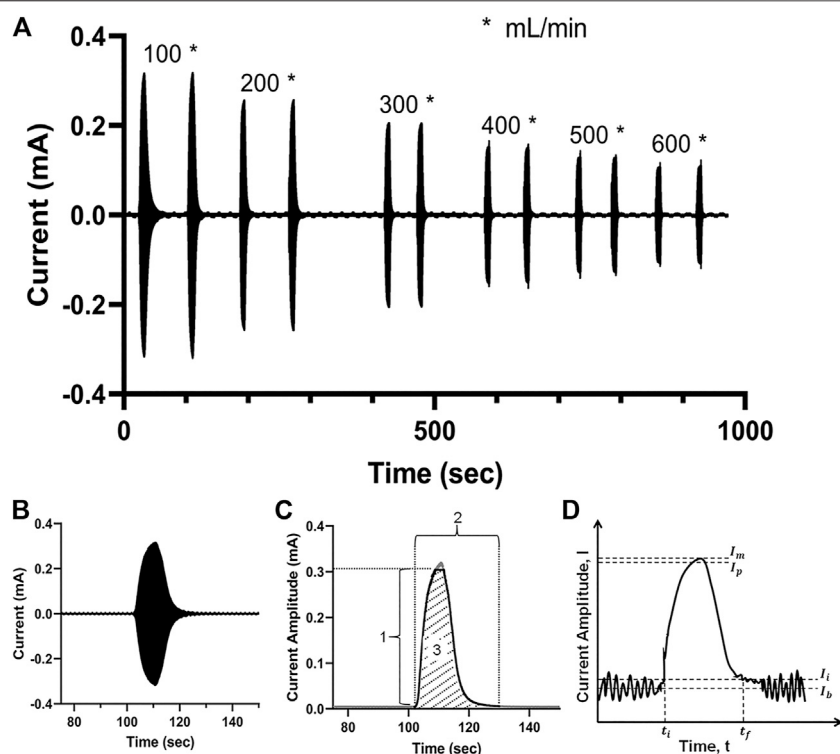 A
* mL/min
Current (mA)
0.4
0.2
0.0
-0.2
-0.4
100 *
200 *
300 *
400 *
500 *
600 *
0
500
1000
Time (sec)
B
Current (mA)
0.4
0.2
0.0
-0.2
-0.4
80
100
120
140
Time (sec)
C
Current Amplitude (mA)
0.4
0.3
0.2
0.1
0.0
1
2
3
80
100
120
140
Time (sec)
D
Current Amplitude, I
I_m
I_p
I_i
I_b
t_i
t_f
Time, t